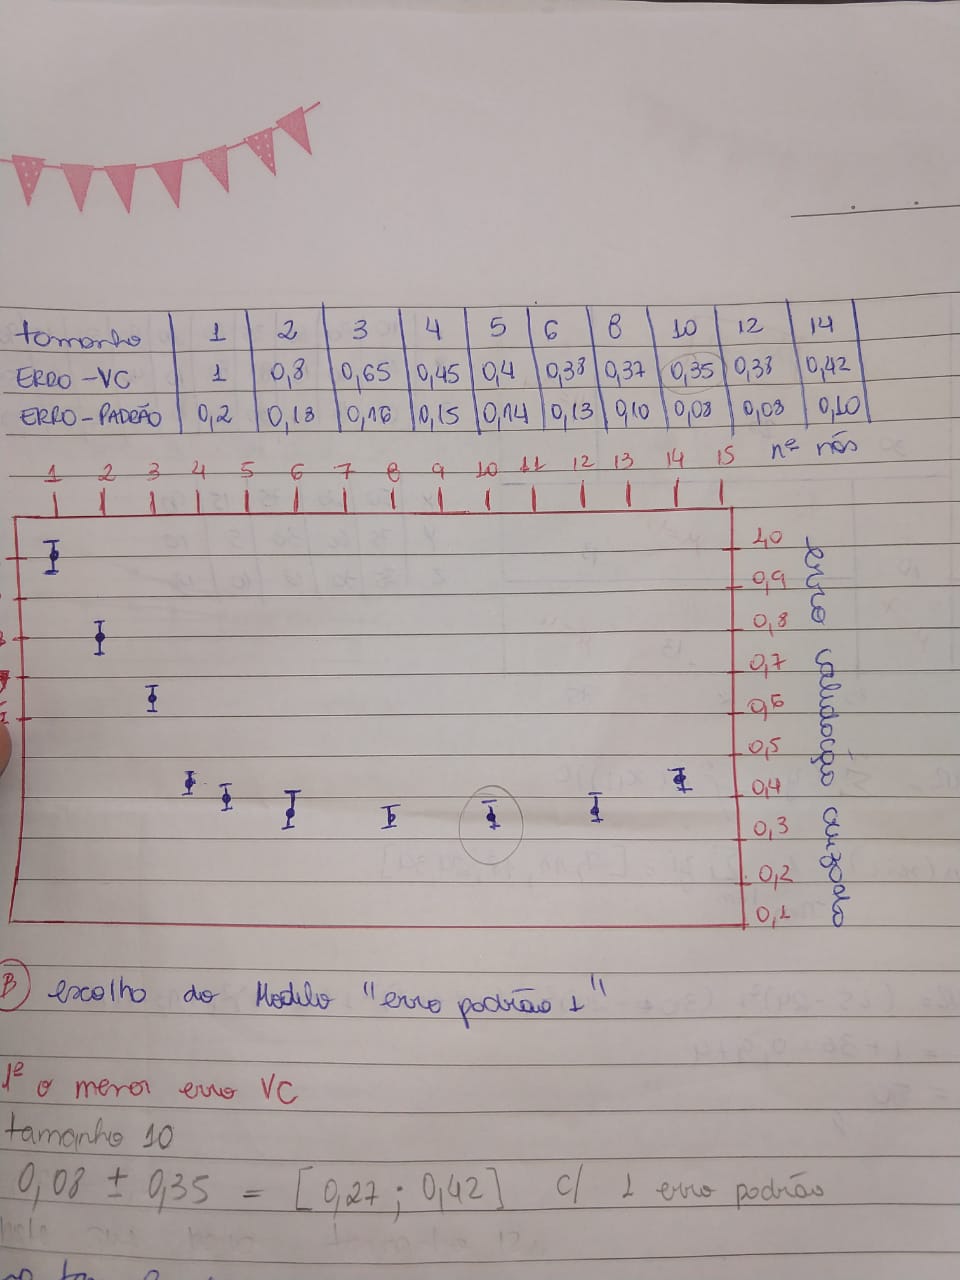 tamanho 1 2 3 4 5 6 8 10 12 14
ERRO-VC 1 0,8 0,65 0,45 0,4 0,38 0,37 0,35 0,38 0,42
ERRO-PADRÃO 0,2 0,18 0,16 0,15 0,14 0,13 0,10 0,08 0,08 0,10
1 2 3 4 5 6 7 8 9 10 11 12 13 14 15 nº nós
1.0
0,9
0,8
0,7
0,6
0,5
0,4
0,3
0,2
0,1
erro validação cruzada
B escolha do Modelo "erro padrão 1"
1º o menor erro VC
tamanho 10
0,08 ± 0,35 = [0,27 ; 0,42] c/ 1 erro padrão